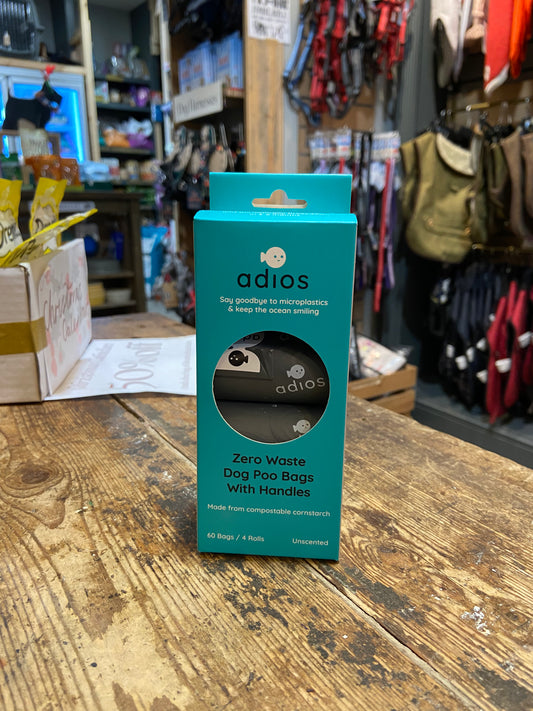 Dog Harnesses
adios
Say goodbye to microplastics
& keep the ocean smiling
adios
Zero Waste
Dog Poo Bags
With Handles
Made from compostable cornstarch
60 Bags / 4 Rolls
Unscented
Christmas
50% off